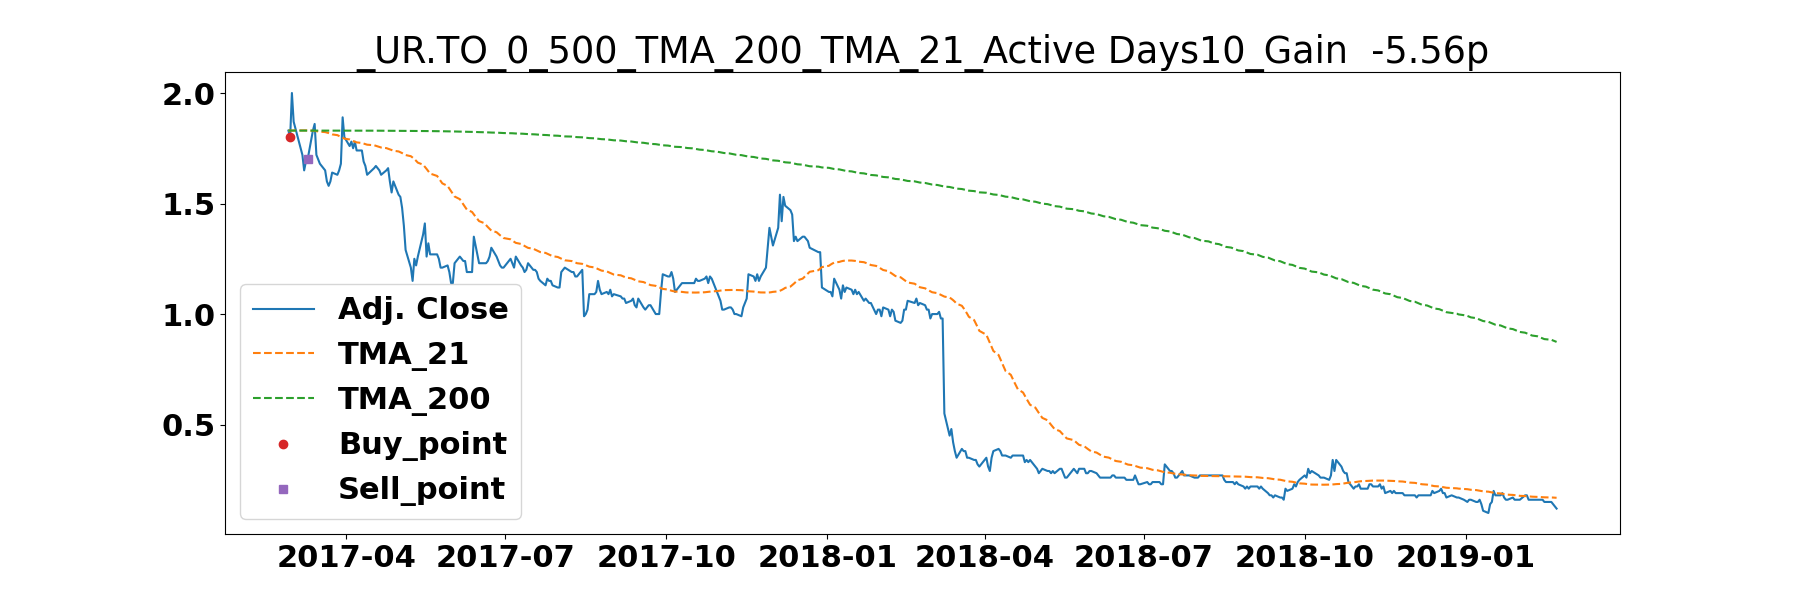 _UR.TO_0_500_TMA_200_TMA_21_Active Days10_Gain  -5.56p
2.0
1.5
1.0
0.5
Adj. Close
TMA_21
TMA_200
Buy_point
Sell_point
2017-04 2017-07 2017-10 2018-01 2018-04 2018-07 2018-10 2019-01